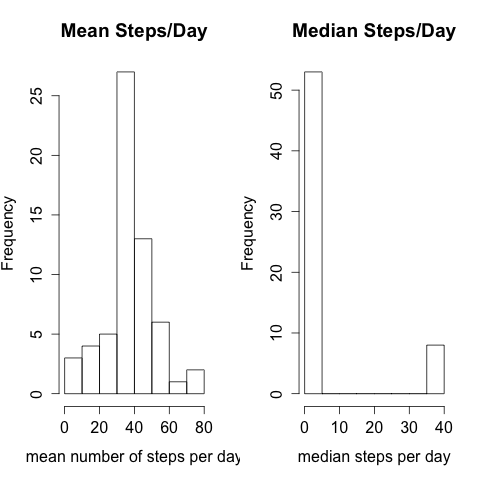 Mean Steps/Day
Frequency
0
5
10
15
20
25
0 20 40 60 80
mean number of steps per day
Median Steps/Day
Frequency
0
10
20
30
40
50
0 10 20 30 40
median steps per day